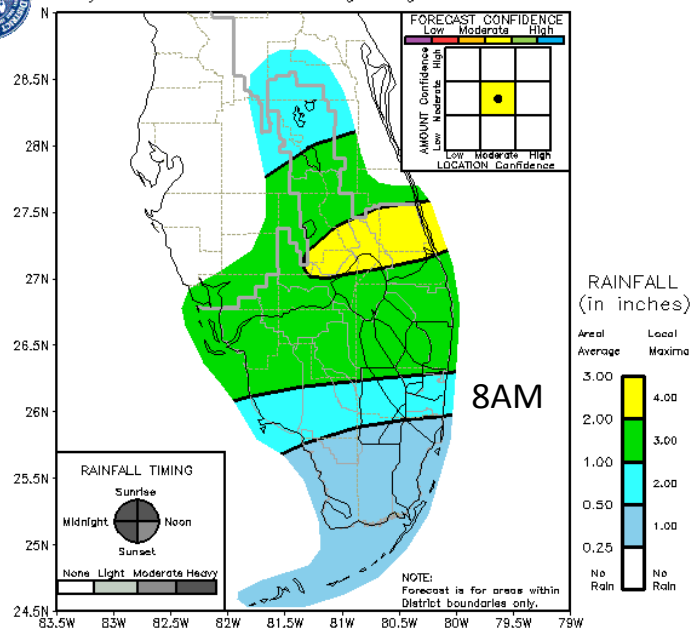 DISTRICT
FORECAST CONFIDENCE
Low Moderate High
AMOUNT Confidence
Low Moderate High
Low Moderate High
LOCATION Confidence
28.5N
28N
27.5N
27N
26.5N
26N
25.5N
25N
24.5N
8AM
RAINFALL
(in inches)
Areal Average
Local Maxima
3.00
4.00
2.00
3.00
1.00
2.00
0.50
1.00
0.25
No Rain
No Rain
RAINFALL TIMING
Sunrise
Midnight Noon
Sunset
None Light Moderate Heavy
NOTE:
Forecast is for areas within
District boundaries only.
83.5W 83W 82.5W 82W 81.5W 81W 80.5W 80W 79.5W 79W